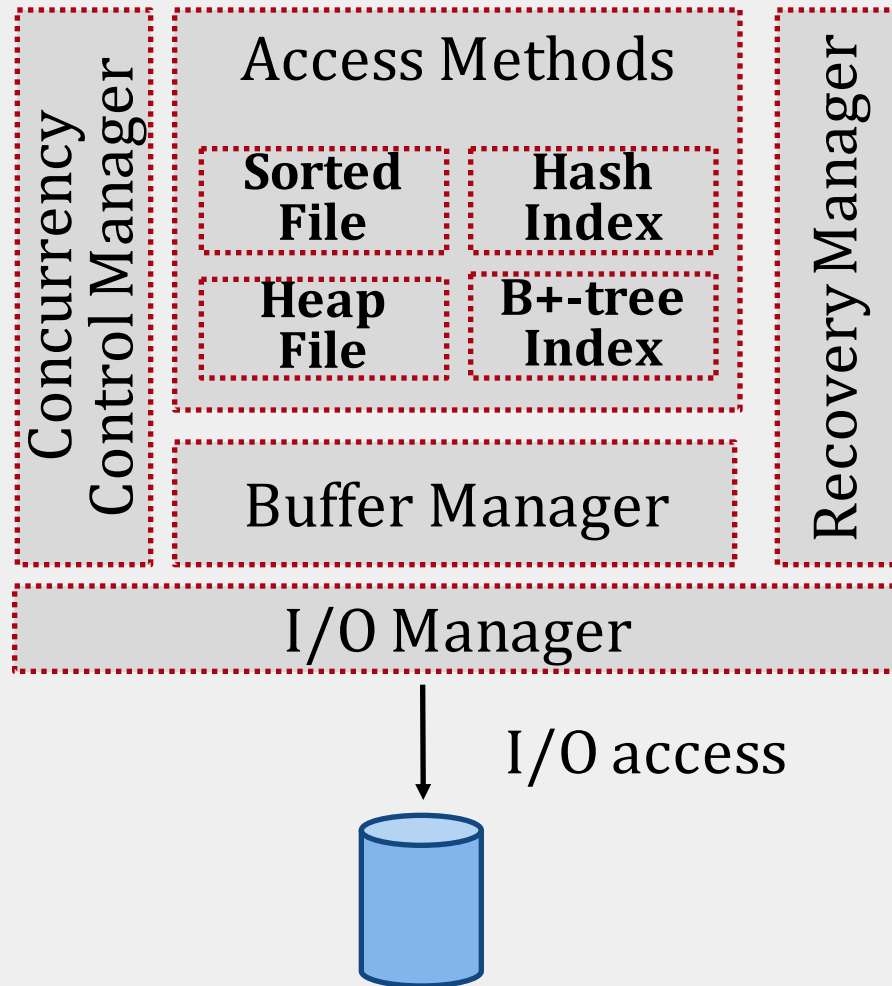 Concurrency
Control Manager
Access Methods
Sorted
File
Hash
Index
Heap
File
B+-tree
Index
Recovery Manager
Buffer Manager
I/O Manager
I/O access